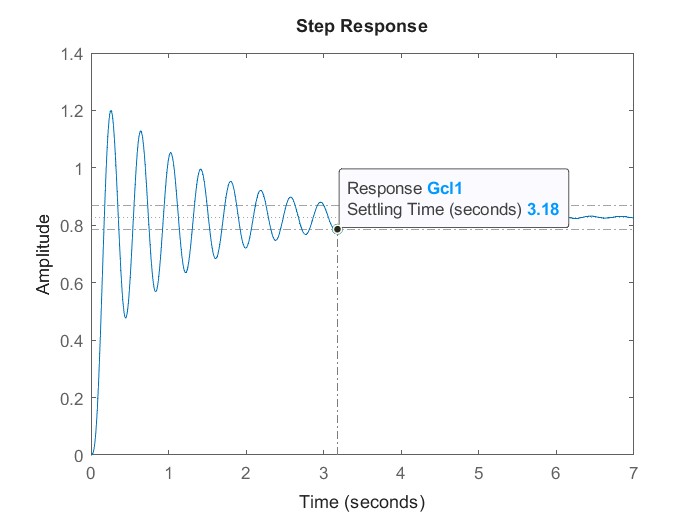 Step Response
1.4
1.2
1
0.8
0.6
0.4
0.2
0
Amplitude
Response Gcl1
Settling Time (seconds) 3.18
0 1 2 3 4 5 6 7
Time (seconds)